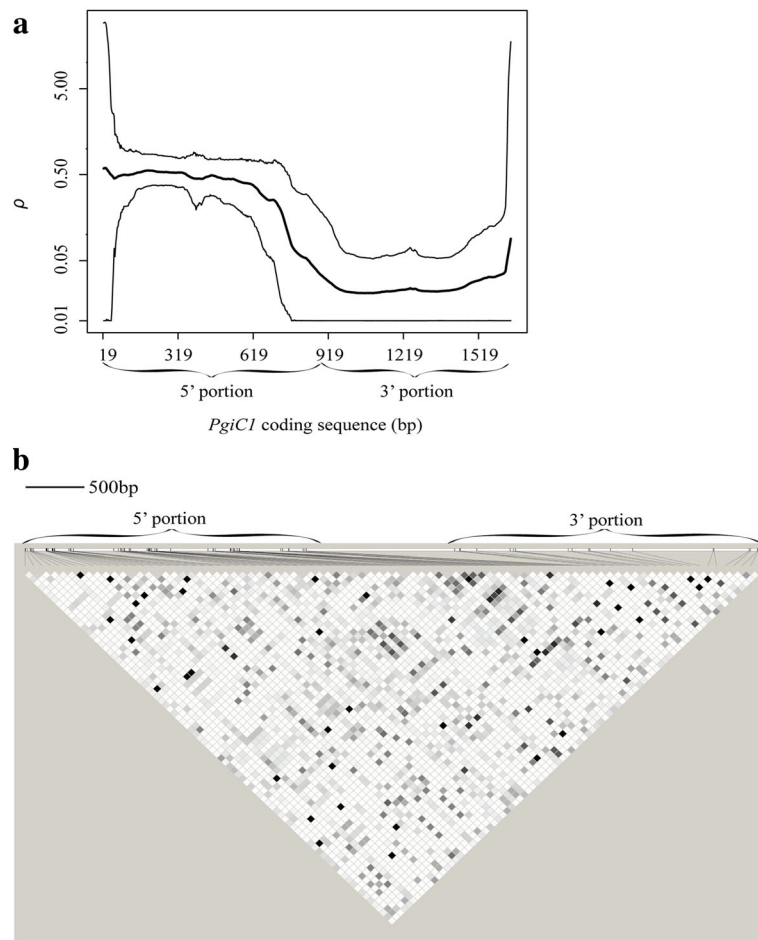 a
5.00
0.50
0.05
0.01
ρ
19 319 619 919 1219 1519
5’ portion 3’ portion
PgiC1 coding sequence (bp)
b
500bp
5’ portion 3’ portion